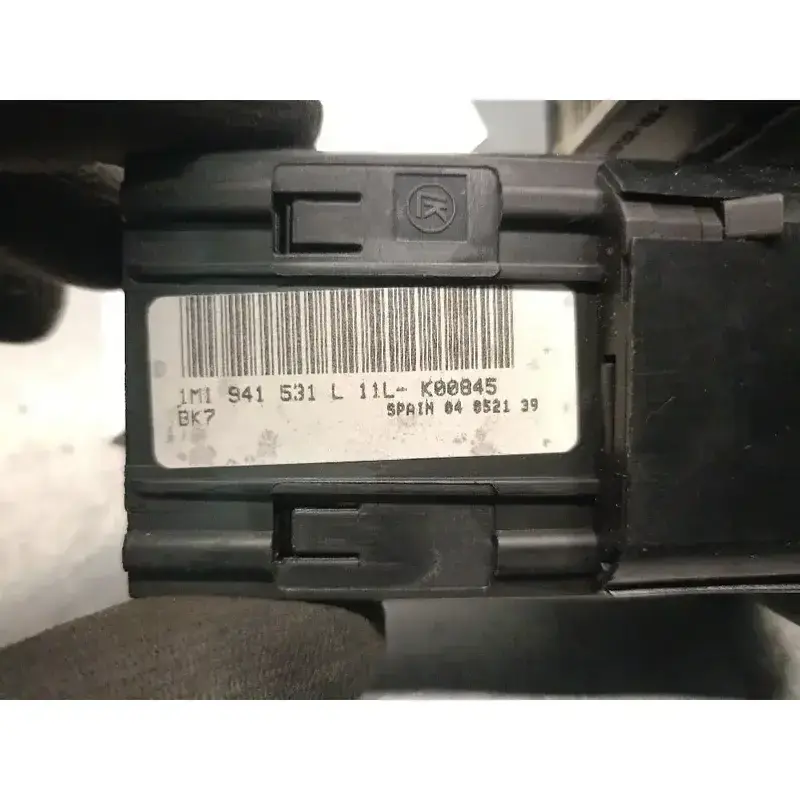 1M1 941 531 L 11L- K00845
BK7 SPAIN 04 0521 39